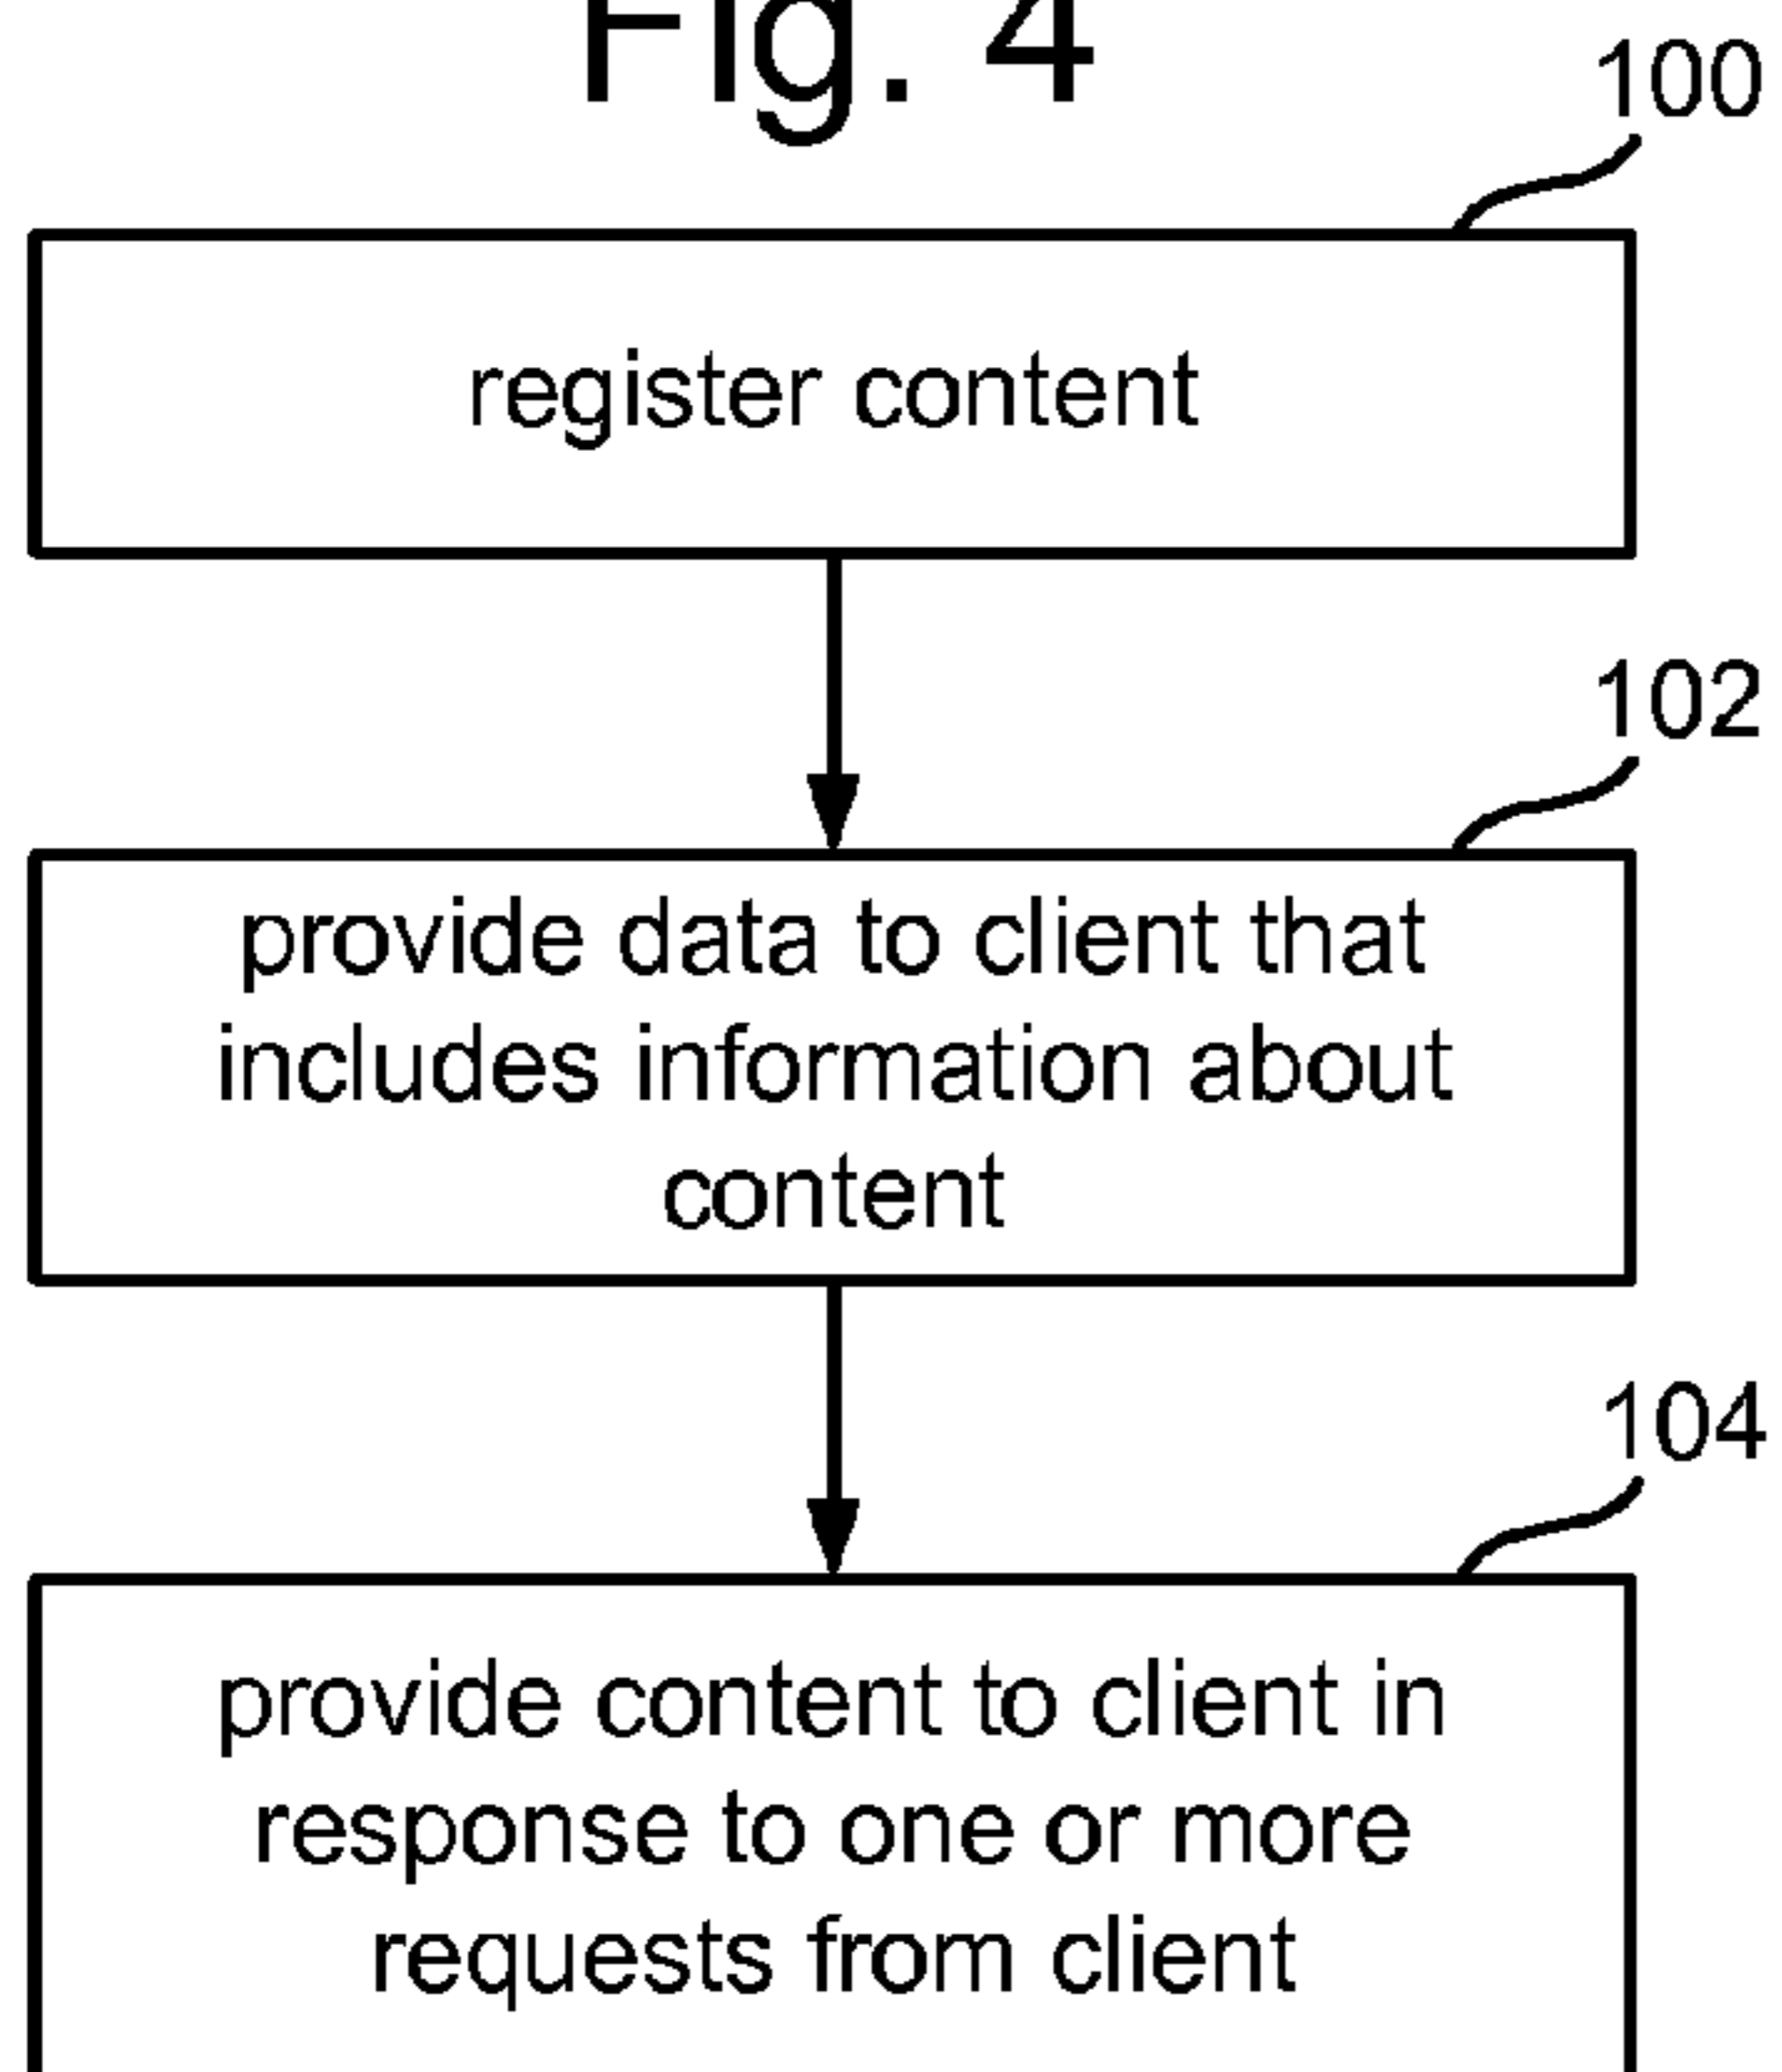 Fig. 4
100
register content
102
provide data to client that
includes information about
content
104
provide content to client in
response to one or more
requests from client